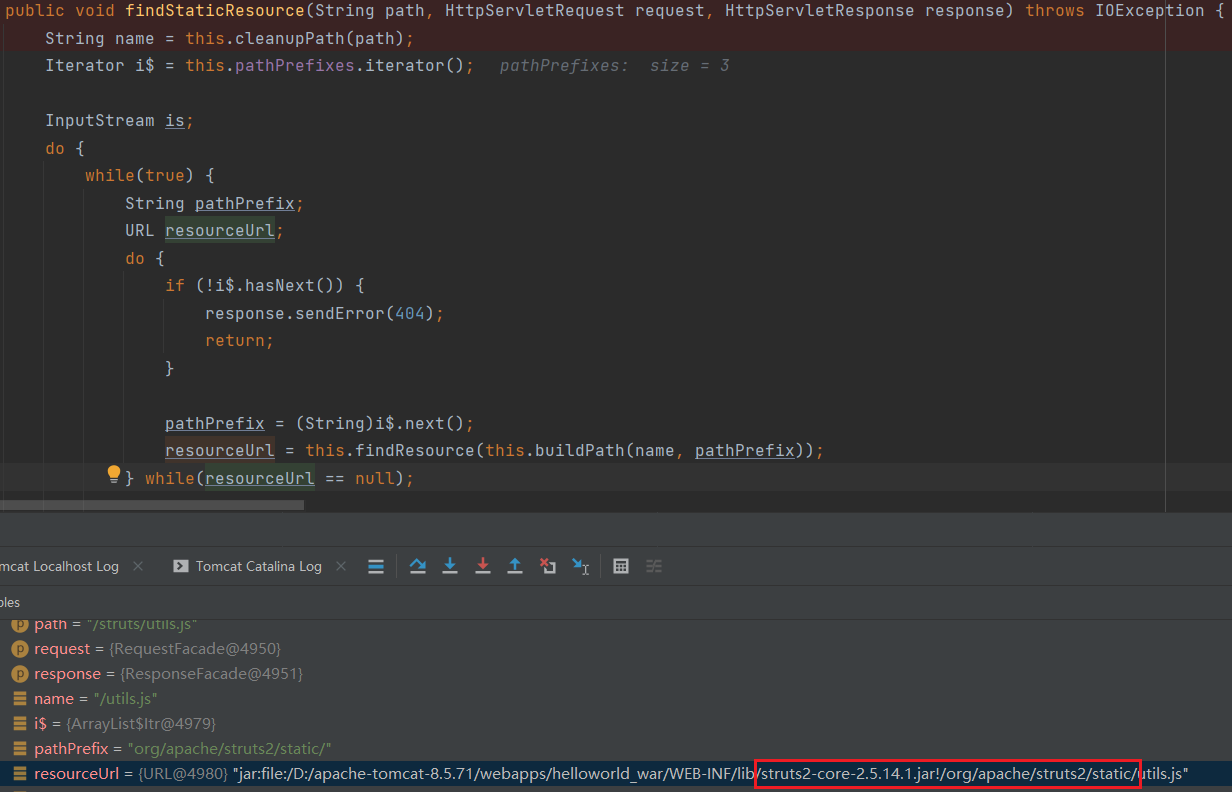 public void findStaticResource(String path, HttpServletRequest request, HttpServletResponse response) throws IOException {
String name = this.cleanupPath(path);
Iterator i$ = this.pathPrefixes.iterator(); pathPrefixes: size = 3
InputStream is;
do {
while(true) {
String pathPrefix;
URL resourceUrl;
do {
if (!i$.hasNext()) {
response.sendError(404);
return;
}
pathPrefix = (String)i$.next();
resourceUrl = this.findResource(this.buildPath(name, pathPrefix));
} while(resourceUrl == null);
mcat Localhost Log × Tomcat Catalina Log ×
bles
p path = "/struts/utils.js"
p request = {RequestFacade@4950}
p response = {ResponseFacade@4951}
name = "/utils.js"
i$ = {ArrayList$Itr@4979}
pathPrefix = "org/apache/struts2/static/"
resourceUrl = {URL@4980} "jar:file:/D:/apache-tomcat-8.5.71/webapps/helloworld_war/WEB-INF/lib/struts2-core-2.5.14.1.jar!/org/apache/struts2/static/utils.js"